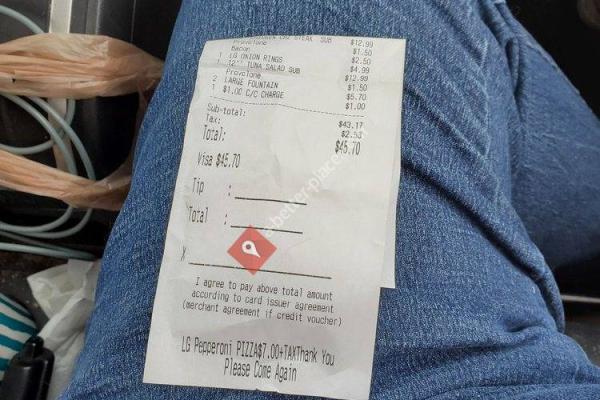 STEAK SUB $12.99
Provolone $1.50
Bacon $2.50
1 LG ONION RINGS $4.99
1 12" TUNA SALAD SUB $12.99
Provolone $1.50
2 LARGE FOUNTAIN $5.70
1 $1.00 C/C CHARGE $1.00
Sub-total: $43.17
Tax: $2.53
Total: $45.70
Visa $45.70
Tip :
Total :
X
I agree to pay above total amount
according to card issuer agreement
(merchant agreement if credit voucher)
LG Pepperoni PIZZA$7.00+TAXThank You
Please Come Again